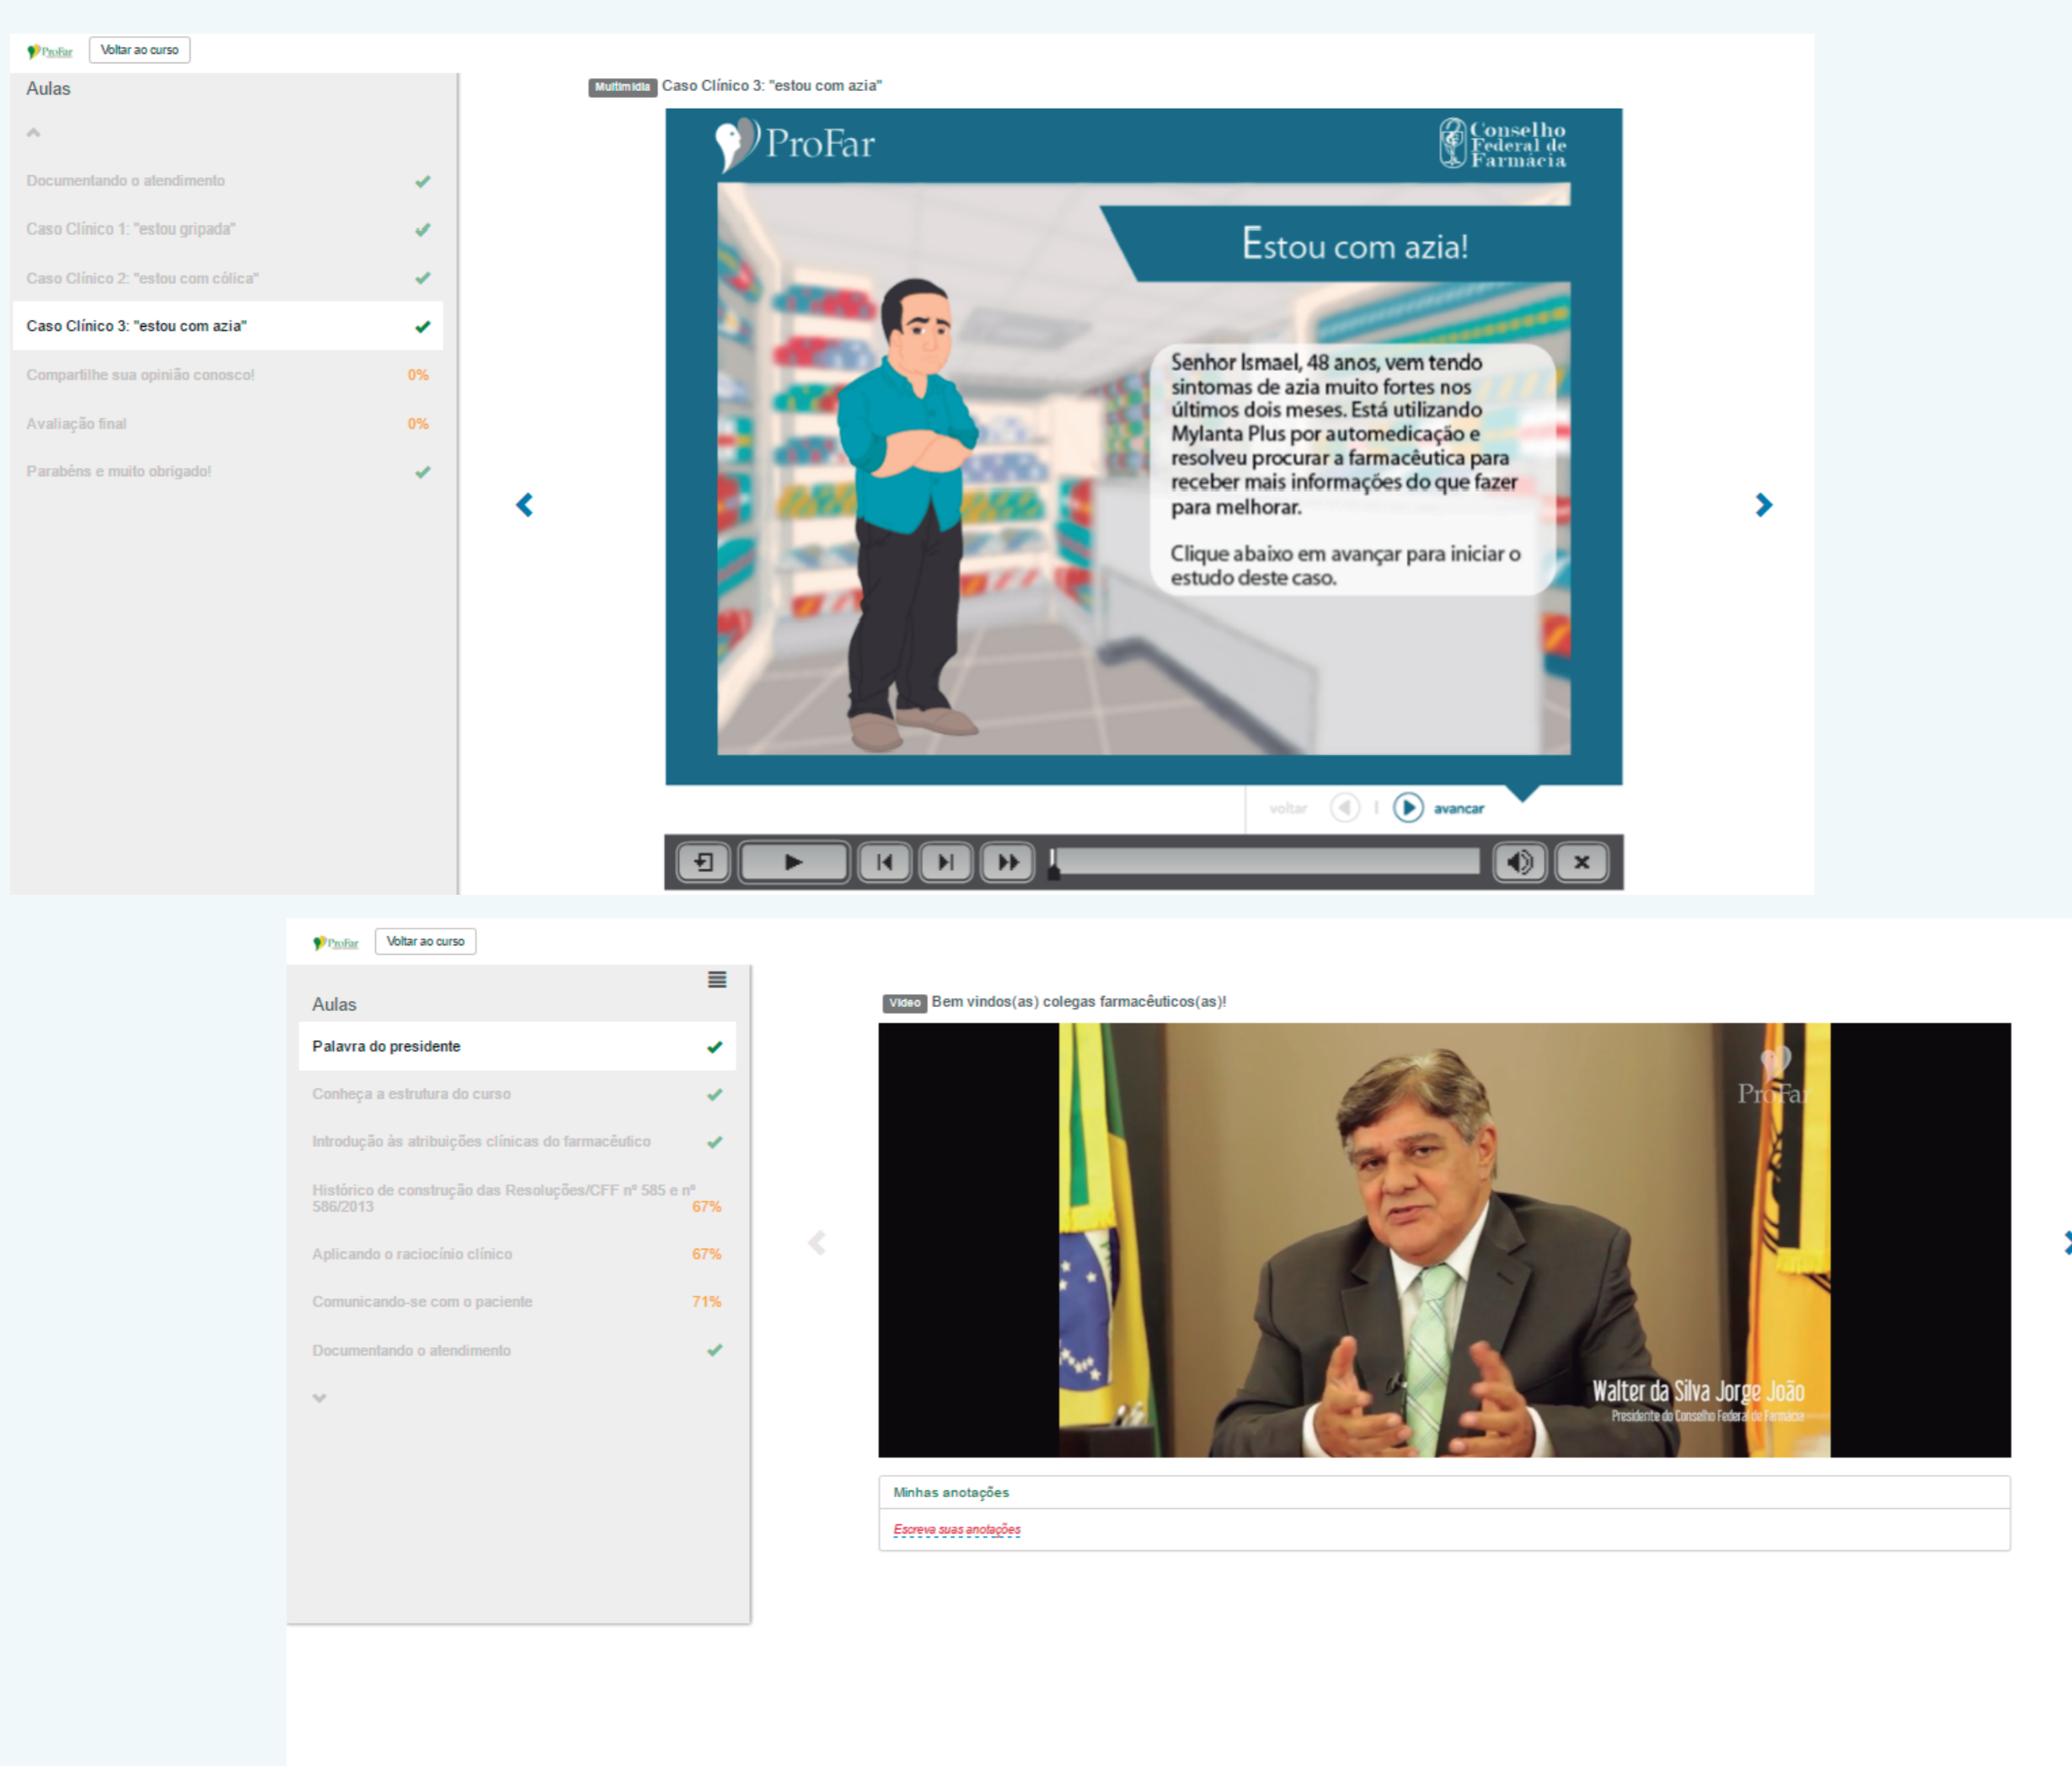 ProFar
Voltar ao curso
Aulas
Documentando o atendimento
Caso Clínico 1: "estou gripada"
Caso Clínico 2: "estou com cólica"
Caso Clínico 3: "estou com azia"
Compartilhe sua opinião conosco! 0%
Avaliação final 0%
Parabéns e muito obrigado!
Multimídia Caso Clínico 3: "estou com azia"
ProFar
Conselho
Federal de
Farmácia
Estou com azia!
Senhor Ismael, 48 anos, vem tendo
sintomas de azia muito fortes nos
últimos dois meses. Está utilizando
Mylanta Plus por automedicação e
resolveu procurar a farmacêutica para
receber mais informações do que fazer
para melhorar.
Clique abaixo em avançar para iniciar o
estudo deste caso.
voltar | avancar
ProFar
Voltar ao curso
Aulas
Palavra do presidente
Conheça a estrutura do curso
Introdução às atribuições clínicas do farmacêutico
Histórico de construção das Resoluções/CFF nº 585 e nº
586/2013 67%
Aplicando o raciocínio clínico 67%
Comunicando-se com o paciente 71%
Documentando o atendimento
Vídeo Bem vindos(as) colegas farmacêuticos(as)!
ProFar
Walter da Silva Jorge João
Presidente do Conselho Federal de Farmácia
Minhas anotações
Escreva suas anotações